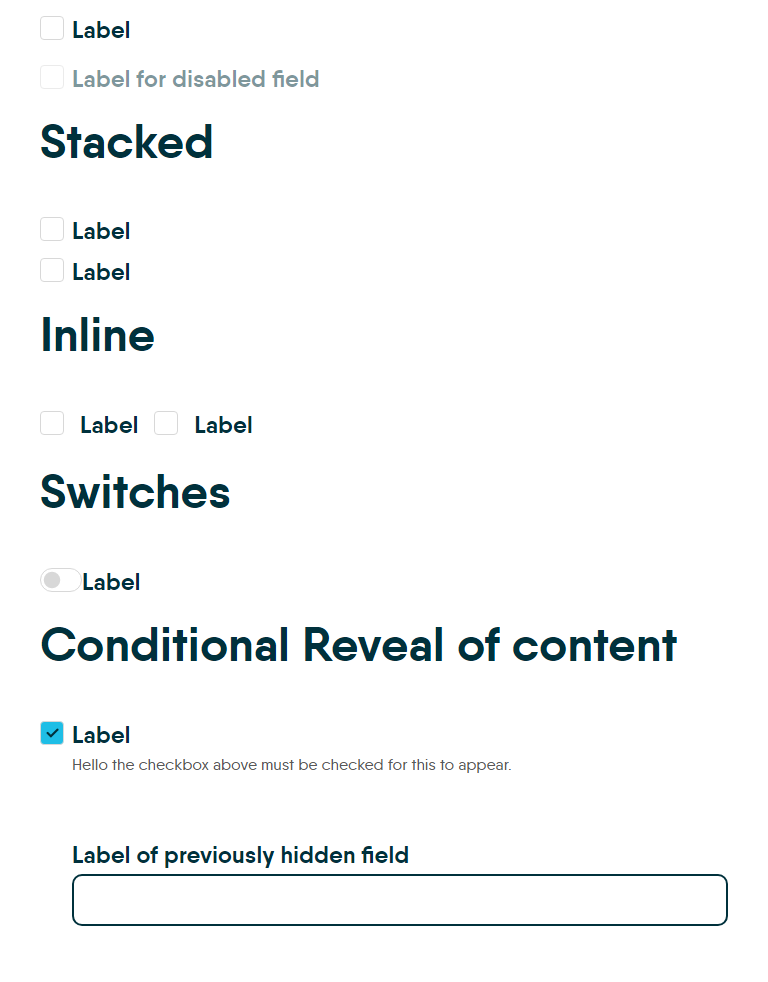 Label
Label for disabled field
Stacked
Label
Label
Inline
Label Label
Switches
Label
Conditional Reveal of content
Label
Hello the checkbox above must be checked for this to appear.
Label of previously hidden field